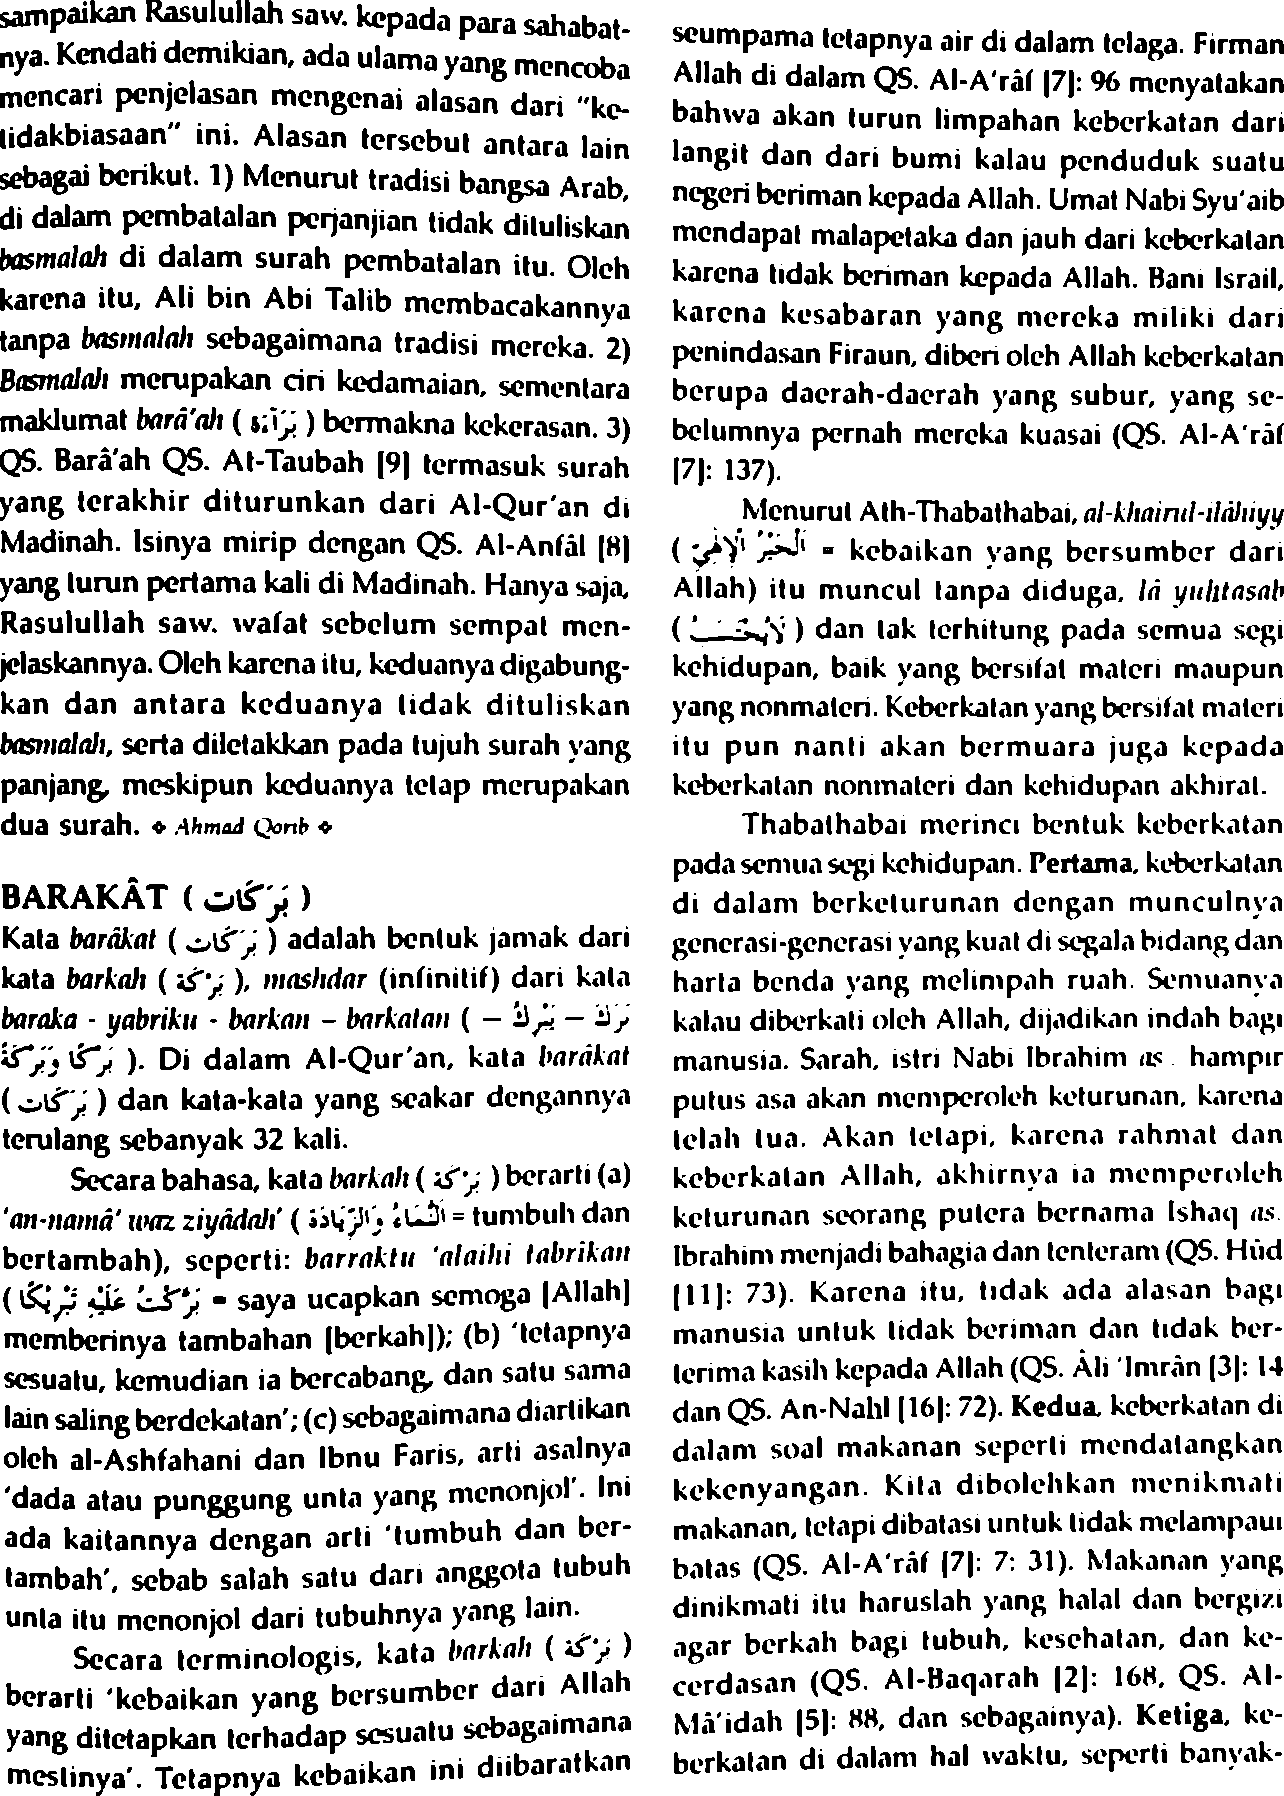 sampaikan Rasulullah saw. kepada para sahabat-
nya. Kendati demikian, ada ulama yang mencoba
mencari penjelasan mengenai alasan dari "ke-
tidakbiasaan" ini. Alasan tersebut antara lain
sebagai berikut. 1) Menurut tradisi bangsa Arab,
di dalam pembatalan perjanjian tidak dituliskan
basmalah di dalam surah pembatalan itu. Oleh
karena itu, Ali bin Abi Talib membacakannya
tanpa basmalah sebagaimana tradisi mereka. 2)
Basmalah merupakan ciri kedamaian, sementara
maklumat barâ'ah ( بَرَآءَة ) bermakna kekerasan. 3)
QS. Barâ'ah QS. At-Taubah [9] termasuk surah
yang terakhir diturunkan dari Al-Qur'an di
Madinah. Isinya mirip dengan QS. Al-Anfâl [8]
yang turun pertama kali di Madinah. Hanya saja,
Rasulullah saw. wafat sebelum sempat men-
jelaskannya. Oleh karena itu, keduanya digabung-
kan dan antara keduanya tidak dituliskan
basmalah, serta diletakkan pada tujuh surah yang
panjang, meskipun keduanya tetap merupakan
dua surah. ❖ Ahmad Qorib ❖
BARAKÂT ( بَرَكَات )
Kata barâkat ( بَرَكَات ) adalah bentuk jamak dari
kata barkah ( بَرْكَة ), mashdar (infinitif) dari kata
baraka - yabriku - barkan – barkatan ( بَرَكَ – يَبْرِكُ –
بَرْكًا وَبَرْكَةً ). Di dalam Al-Qur'an, kata barâkat
( بَرَكَات ) dan kata-kata yang seakar dengannya
terulang sebanyak 32 kali.
Secara bahasa, kata barkah ( بَرْكَة ) berarti (a)
'an-namâ' waz ziyâdah' ( اَلنَّمَاءُ وَالزِّيَادَة = tumbuh dan
bertambah), seperti: barraktu 'alaihi tabrikan
( بَرَّكْتُ عَلَيْهِ تَبْرِيْكًا = saya ucapkan semoga [Allah]
memberinya tambahan [berkah]); (b) 'tetapnya
sesuatu, kemudian ia bercabang, dan satu sama
lain saling berdekatan'; (c) sebagaimana diartikan
oleh al-Ashfahani dan Ibnu Faris, arti asalnya
'dada atau punggung unta yang menonjol'. Ini
ada kaitannya dengan arti 'tumbuh dan ber-
tambah', sebab salah satu dari anggota tubuh
unta itu menonjol dari tubuhnya yang lain.
Secara terminologis, kata barkah ( بَرْكَة )
berarti 'kebaikan yang bersumber dari Allah
yang ditetapkan terhadap sesuatu sebagaimana
mestinya'. Tetapnya kebaikan ini diibaratkan
seumpama tetapnya air di dalam telaga. Firman
Allah di dalam QS. Al-A'râf [7]: 96 menyatakan
bahwa akan turun limpahan keberkatan dari
langit dan dari bumi kalau penduduk suatu
negeri beriman kepada Allah. Umat Nabi Syu'aib
mendapat malapetaka dan jauh dari keberkatan
karena tidak beriman kepada Allah. Bani Israil,
karena kesabaran yang mereka miliki dari
penindasan Firaun, diberi oleh Allah keberkatan
berupa daerah-daerah yang subur, yang se-
belumnya pernah mereka kuasai (QS. Al-A'râf
[7]: 137).
Menurut Ath-Thabathabai, al-khairul-ilâhiyy
( اَلْخَيْرُ الْإِلٰهِيّ = kebaikan yang bersumber dari
Allah) itu muncul tanpa diduga, lâ yuhtasab
( لَايُحْتَسَبُ ) dan tak terhitung pada semua segi
kehidupan, baik yang bersifat materi maupun
yang nonmateri. Keberkatan yang bersifat materi
itu pun nanti akan bermuara juga kepada
keberkatan nonmateri dan kehidupan akhirat.
Thabathabai merinci bentuk keberkatan
pada semua segi kehidupan. Pertama, keberkatan
di dalam berketurunan dengan munculnya
generasi-generasi yang kuat di segala bidang dan
harta benda yang melimpah ruah. Semuanya
kalau diberkati oleh Allah, dijadikan indah bagi
manusia. Sarah, istri Nabi Ibrahim as. hampir
putus asa akan memperoleh keturunan, karena
telah tua. Akan tetapi, karena rahmat dan
keberkatan Allah, akhirnya ia memperoleh
keturunan seorang putera bernama Ishaq as.
Ibrahim menjadi bahagia dan tenteram (QS. Hûd
[11]: 73). Karena itu, tidak ada alasan bagi
manusia untuk tidak beriman dan tidak ber-
terima kasih kepada Allah (QS. Âli 'Imrân [3]: 14
dan QS. An-Nahl [16]: 72). Kedua, keberkatan di
dalam soal makanan seperti mendatangkan
kekenyangan. Kita dibolehkan menikmati
makanan, tetapi dibatasi untuk tidak melampaui
batas (QS. Al-A'râf [7]: 7: 31). Makanan yang
dinikmati itu haruslah yang halal dan bergizi
agar berkah bagi tubuh, kesehatan, dan ke-
cerdasan (QS. Al-Baqarah [2]: 168, QS. Al-
Mâ'idah [5]: 88, dan sebagainya). Ketiga, ke-
berkatan di dalam hal waktu, seperti banyak-